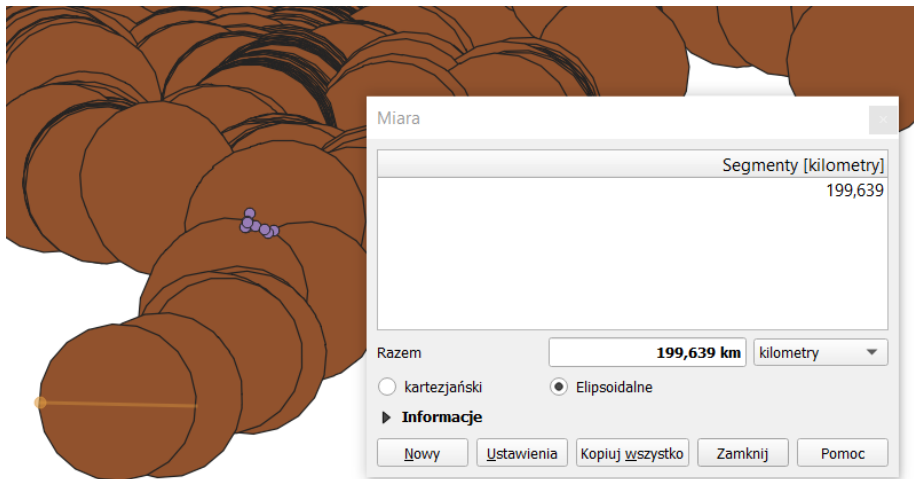 Miara
Segmenty [kilometry]
199,639
Razem 199,639 km kilometry
kartezjański Elipsoidalne
Informacje
Nowy Ustawienia Kopiuj wszystko Zamknij Pomoc